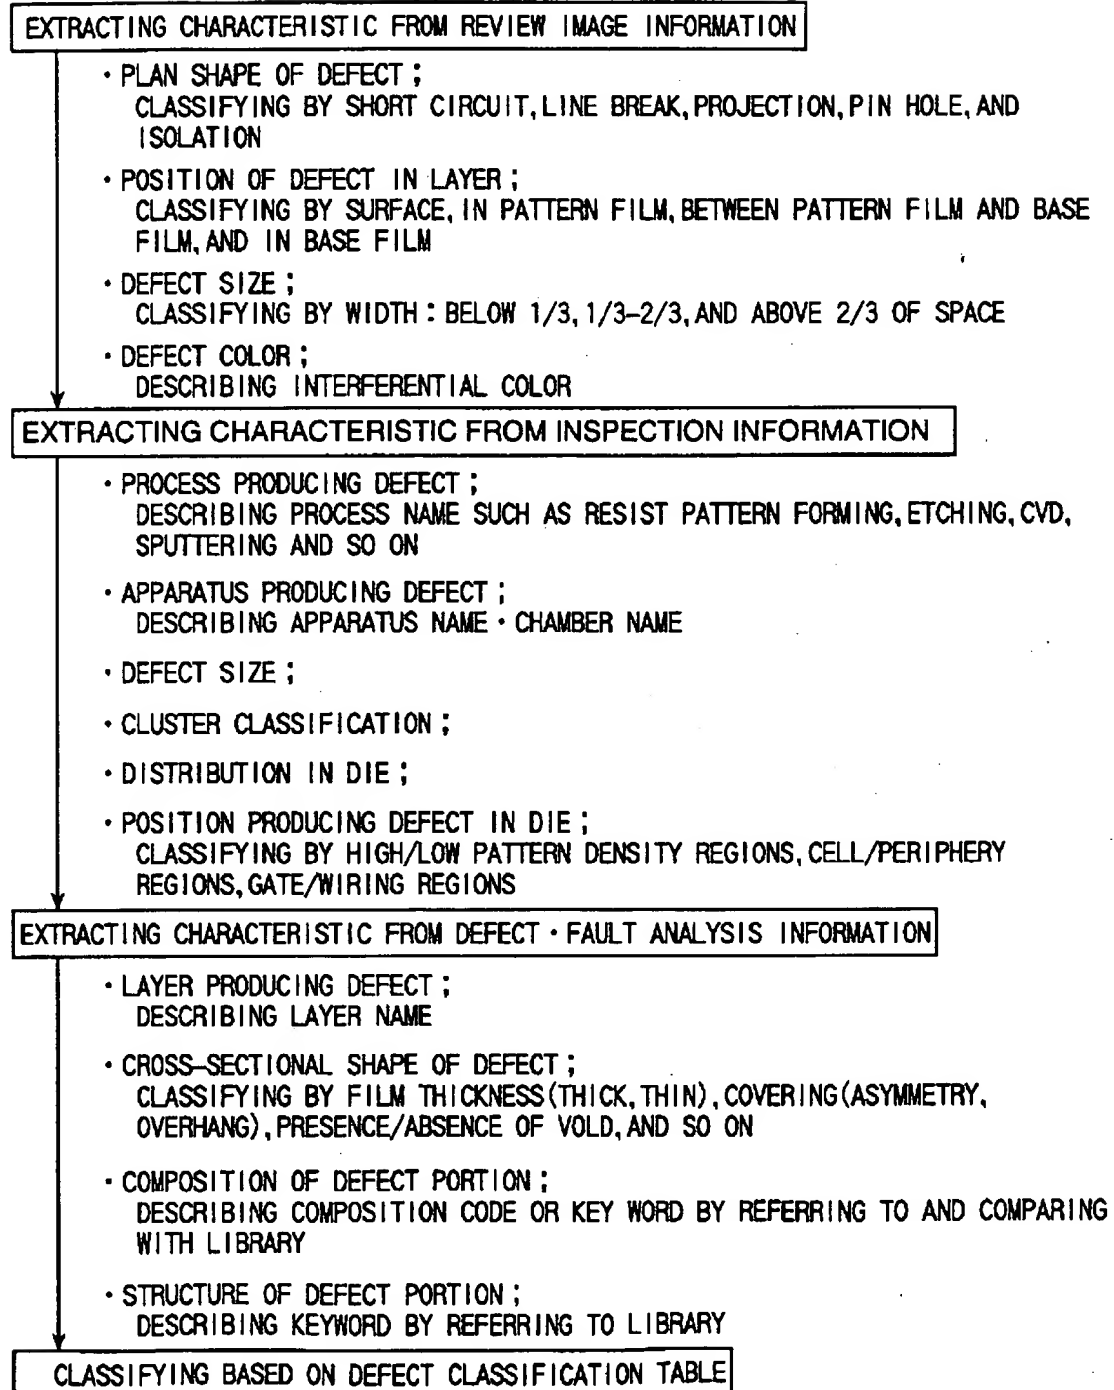 EXTRACTING CHARACTERISTIC FROM REVIEW IMAGE INFORMATION
• PLAN SHAPE OF DEFECT;
CLASSIFYING BY SHORT CIRCUIT, LINE BREAK, PROJECTION, PIN HOLE, AND
ISOLATION
• POSITION OF DEFECT IN LAYER;
CLASSIFYING BY SURFACE, IN PATTERN FILM, BETWEEN PATTERN FILM AND BASE
FILM, AND IN BASE FILM
• DEFECT SIZE;
CLASSIFYING BY WIDTH: BELOW 1/3, 1/3–2/3, AND ABOVE 2/3 OF SPACE
• DEFECT COLOR;
DESCRIBING INTERFERENTIAL COLOR
EXTRACTING CHARACTERISTIC FROM INSPECTION INFORMATION
• PROCESS PRODUCING DEFECT;
DESCRIBING PROCESS NAME SUCH AS RESIST PATTERN FORMING, ETCHING, CVD,
SPUTTERING AND SO ON
• APPARATUS PRODUCING DEFECT;
DESCRIBING APPARATUS NAME • CHAMBER NAME
• DEFECT SIZE;
• CLUSTER CLASSIFICATION;
• DISTRIBUTION IN DIE;
• POSITION PRODUCING DEFECT IN DIE;
CLASSIFYING BY HIGH/LOW PATTERN DENSITY REGIONS, CELL/PERIPHERY
REGIONS, GATE/WIRING REGIONS
EXTRACTING CHARACTERISTIC FROM DEFECT • FAULT ANALYSIS INFORMATION
• LAYER PRODUCING DEFECT;
DESCRIBING LAYER NAME
• CROSS–SECTIONAL SHAPE OF DEFECT;
CLASSIFYING BY FILM THICKNESS(THICK, THIN), COVERING(ASYMMETRY,
OVERHANG), PRESENCE/ABSENCE OF VOLD, AND SO ON
• COMPOSITION OF DEFECT PORTION;
DESCRIBING COMPOSITION CODE OR KEY WORD BY REFERRING TO AND COMPARING
WITH LIBRARY
• STRUCTURE OF DEFECT PORTION;
DESCRIBING KEYWORD BY REFERRING TO LIBRARY
CLASSIFYING BASED ON DEFECT CLASSIFICATION TABLE